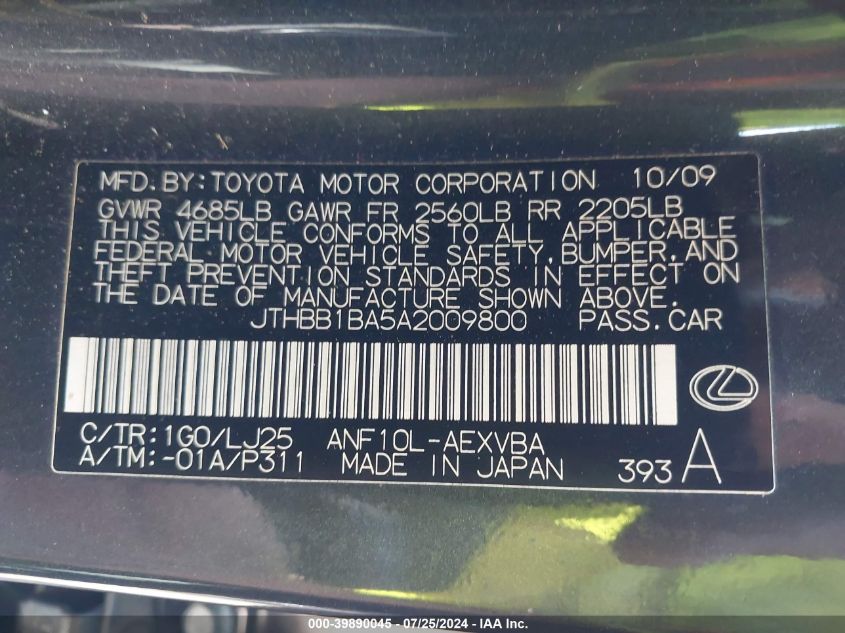 MFD.BY:TOYOTA MOTOR CORPORATION 10/09
GVWR 4685LB GAWR FR 2560LB RR 2205LB
THIS VEHICLE CONFORMS TO ALL APPLICABLE
FEDERAL MOTOR VEHICLE SAFETY,BUMPER,AND
THEFT PREVENTION STANDARDS IN EFFECT ON
THE DATE OF MANUFACTURE SHOWN ABOVE.
JTHBB1BA5A2009800 PASS.CAR
C/TR:1G0/LJ25 ANF10L-AEXVBA
A/TM:-01A/P311 MADE IN JAPAN 393 A
000-39890045 - 07/25/2024 - IAA Inc.